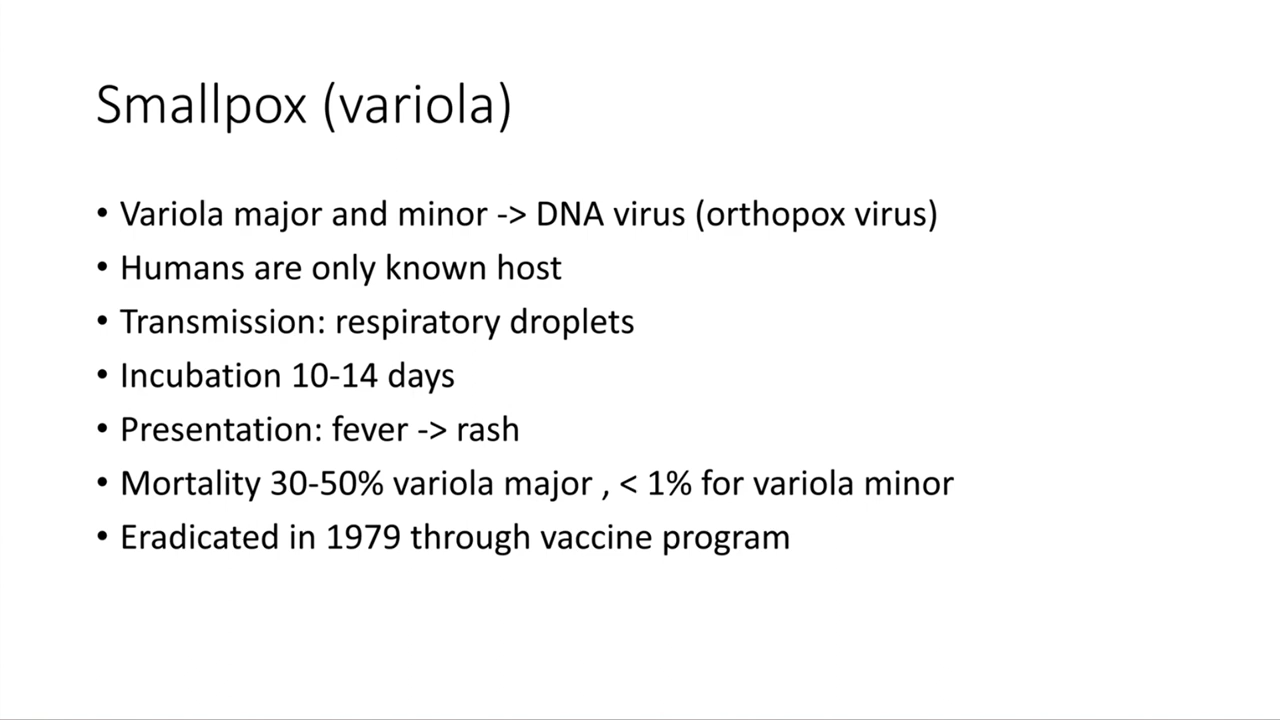 Smallpox (variola)
• Variola major and minor -> DNA virus (orthopox virus)
• Humans are only known host
• Transmission: respiratory droplets
• Incubation 10-14 days
• Presentation: fever -> rash
• Mortality 30-50% variola major , < 1% for variola minor
• Eradicated in 1979 through vaccine program